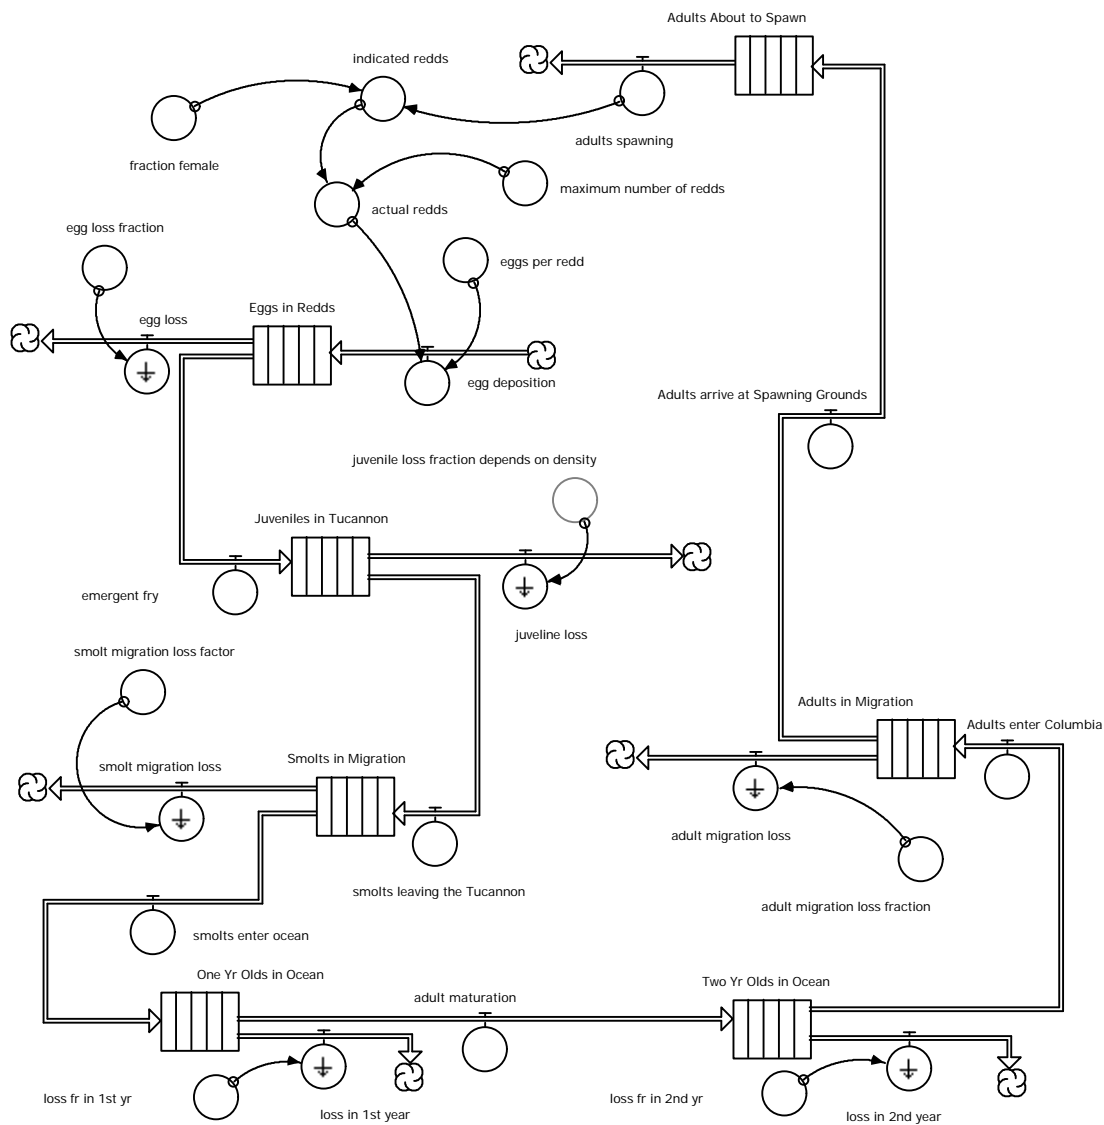 Adults About to Spawn
indicated redds
adults spawning
fraction female
maximum number of redds
actual redds
egg loss fraction
eggs per redd
Eggs in Redds
egg loss
egg deposition
Adults arrive at Spawning Grounds
juvenile loss fraction depends on density
Juveniles in Tucannon
emergent fry
juveline loss
smolt migration loss factor
Adults in Migration
Adults enter Columbia
Smolts in Migration
smolt migration loss
adult migration loss
smolts leaving the Tucannon
adult migration loss fraction
smolts enter ocean
One Yr Olds in Ocean
Two Yr Olds in Ocean
adult maturation
loss fr in 1st yr
loss fr in 2nd yr
loss in 1st year
loss in 2nd year